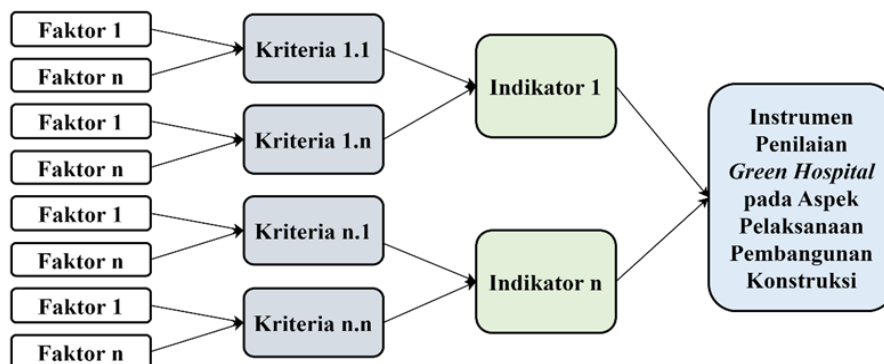 Faktor 1
Faktor n
Faktor 1
Faktor n
Faktor 1
Faktor n
Faktor 1
Faktor n
Kriteria 1.1
Kriteria 1.n
Kriteria n.1
Kriteria n.n
Indikator 1
Indikator n
Instrumen
Penilaian
Green Hospital
pada Aspek
Pelaksanaan
Pembangunan
Konstruksi